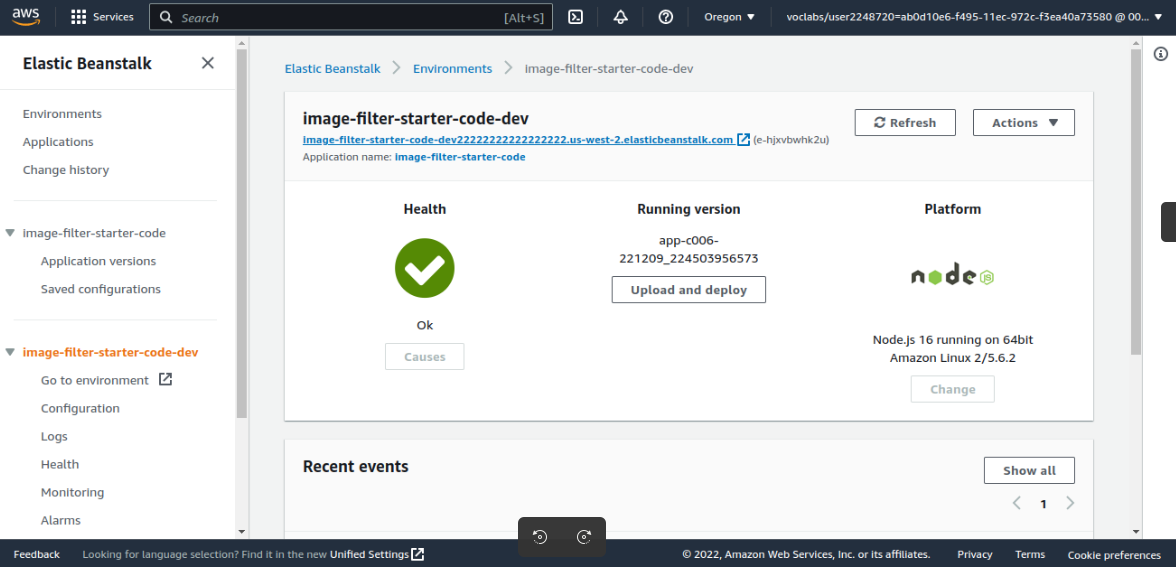 aws
Services
Search [Alt+S]
Oregon
voclabs/user2248720=ab0d10e6-f495-11ec-972c-f3ea40a73580 @ 00...
Elastic Beanstalk
Environments
Applications
Change history
image-filter-starter-code
Application versions
Saved configurations
image-filter-starter-code-dev
Go to environment
Configuration
Logs
Health
Monitoring
Alarms
Elastic Beanstalk Environments image-filter-starter-code-dev
image-filter-starter-code-dev
image-filter-starter-code-dev22222222222222222.us-west-2.elasticbeanstalk.com (e-hjxvbwhk2u)
Application name: image-filter-starter-code
Refresh
Actions
Health
Ok
Causes
Running version
app-c006-
221209_224503956573
Upload and deploy
Platform
node JS
Node.js 16 running on 64bit
Amazon Linux 2/5.6.2
Change
Recent events
Show all
1
Feedback
Looking for language selection? Find it in the new Unified Settings
© 2022, Amazon Web Services, Inc. or its affiliates.
Privacy
Terms
Cookie preferences